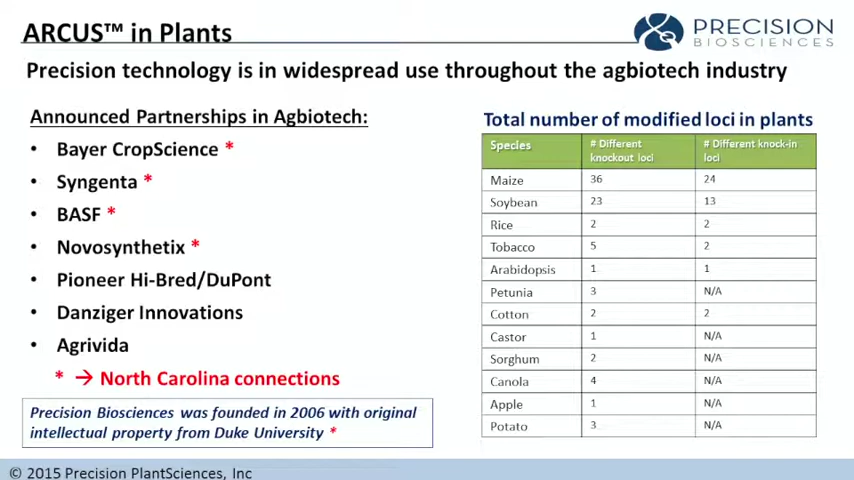 ARCUS™ in Plants
PRECISION
BIOSCIENCES
Precision technology is in widespread use throughout the agbiotech industry
Announced Partnerships in Agbiotech:
• Bayer CropScience *
• Syngenta *
• BASF *
• Novosynthetix *
• Pioneer Hi-Bred/DuPont
• Danziger Innovations
• Agrivida
* → North Carolina connections
Precision Biosciences was founded in 2006 with original
intellectual property from Duke University *
Total number of modified loci in plants
Species # Different knockout loci # Different knock-in loci
Maize 36 24
Soybean 23 13
Rice 2 2
Tobacco 5 2
Arabidopsis 1 1
Petunia 3 N/A
Cotton 2 2
Castor 1 N/A
Sorghum 2 N/A
Canola 4 N/A
Apple 1 N/A
Potato 3 N/A
© 2015 Precision PlantSciences, Inc